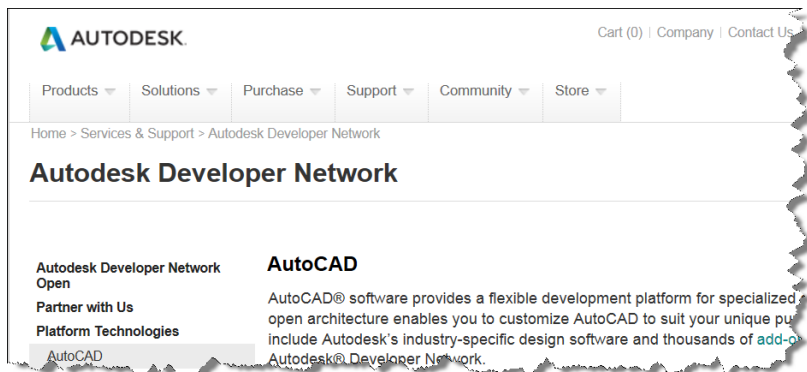 AUTODESK.
Cart (0) | Company | Contact Us
Products Solutions Purchase Support Community Store
Home > Services & Support > Autodesk Developer Network
Autodesk Developer Network
Autodesk Developer Network
Open
Partner with Us
Platform Technologies
AutoCAD
AutoCAD
AutoCAD® software provides a flexible development platform for specialized
open architecture enables you to customize AutoCAD to suit your unique
include Autodesk's industry-specific design software and thousands of
Autodesk® Developer Network.